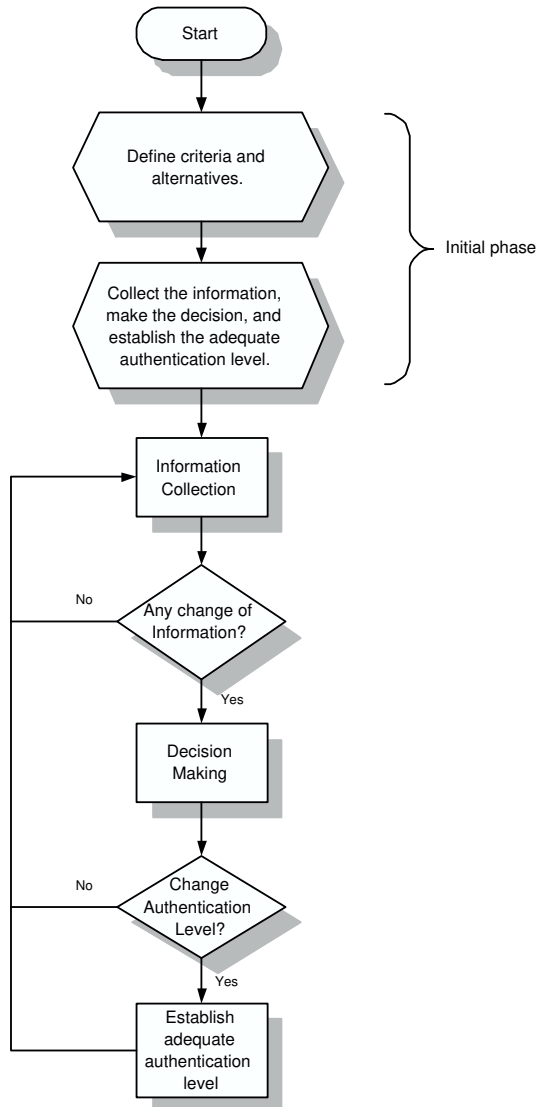 Start
Define criteria and
alternatives.
Initial phase
Collect the information,
make the decision, and
establish the adequate
authentication level.
Information
Collection
No
Any change of
Information?
Yes
Decision
Making
No
Change
Authentication
Level?
Yes
Establish
adequate
authentication
level